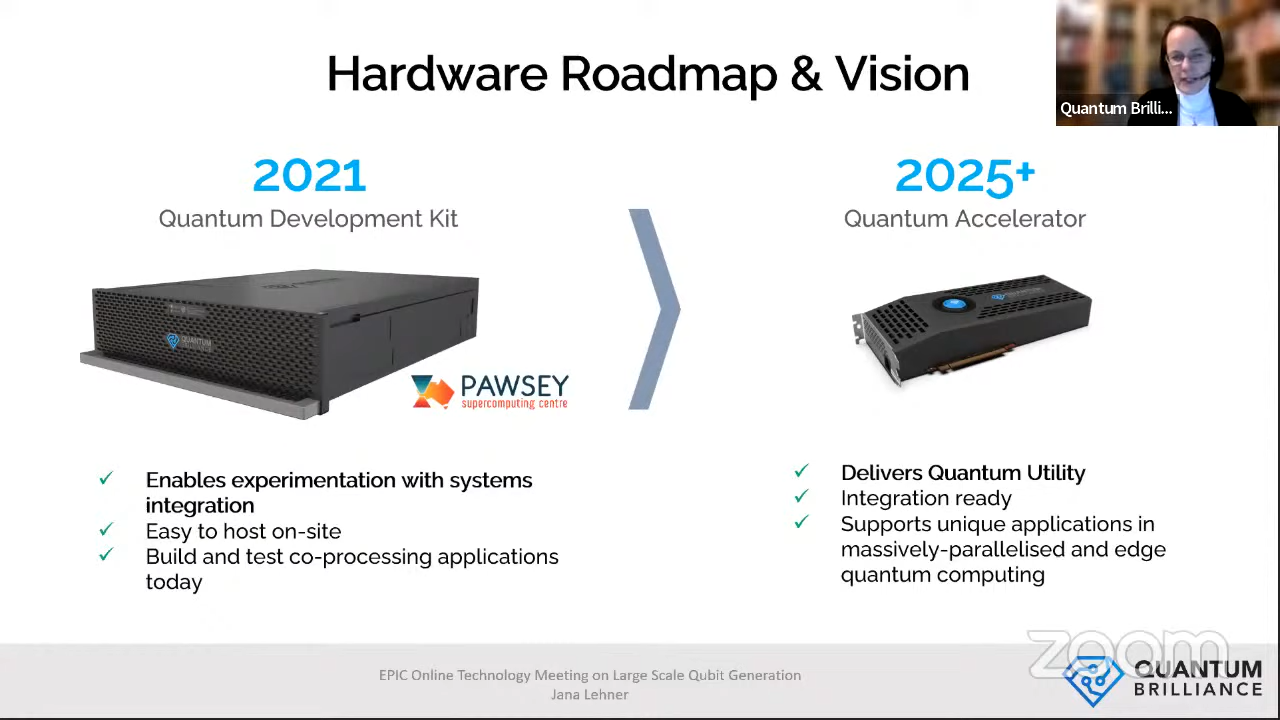 Hardware Roadmap & Vision
Quantum Brilli...
2021
Quantum Development Kit
2025+
Quantum Accelerator
QUANTUM
PAWSEY
supercomputing centre
Enables experimentation with systems
integration
Easy to host on-site
Build and test co-processing applications
today
Delivers Quantum Utility
Integration ready
Supports unique applications in
massively-parallelised and edge
quantum computing
EPIC Online Technology Meeting on Large Scale Qubit Generation
Jana Lehner
zoom
QUANTUM
BRILLIANCE